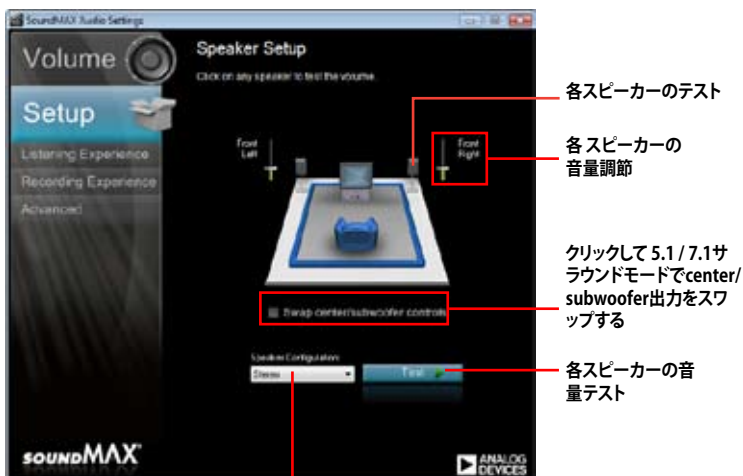 SoundMAX Audio Settings
Volume
Setup
Listening Experience
Recording Experience
Advanced
Speaker Setup
Click on any speaker to test the volume.
Front
Left
Front
Right
Swap center/subwoofer controls
Speaker Configuration:
Stereo
Test
SOUNDMAX
ANALOG
DEVICES
各スピーカーのテスト
各 スピーカーの
音量調節
クリックして 5.1 / 7.1サ
ラウンドモードでcenter/
subwoofer出力をスワ
ップする
各スピーカーの音
量テスト